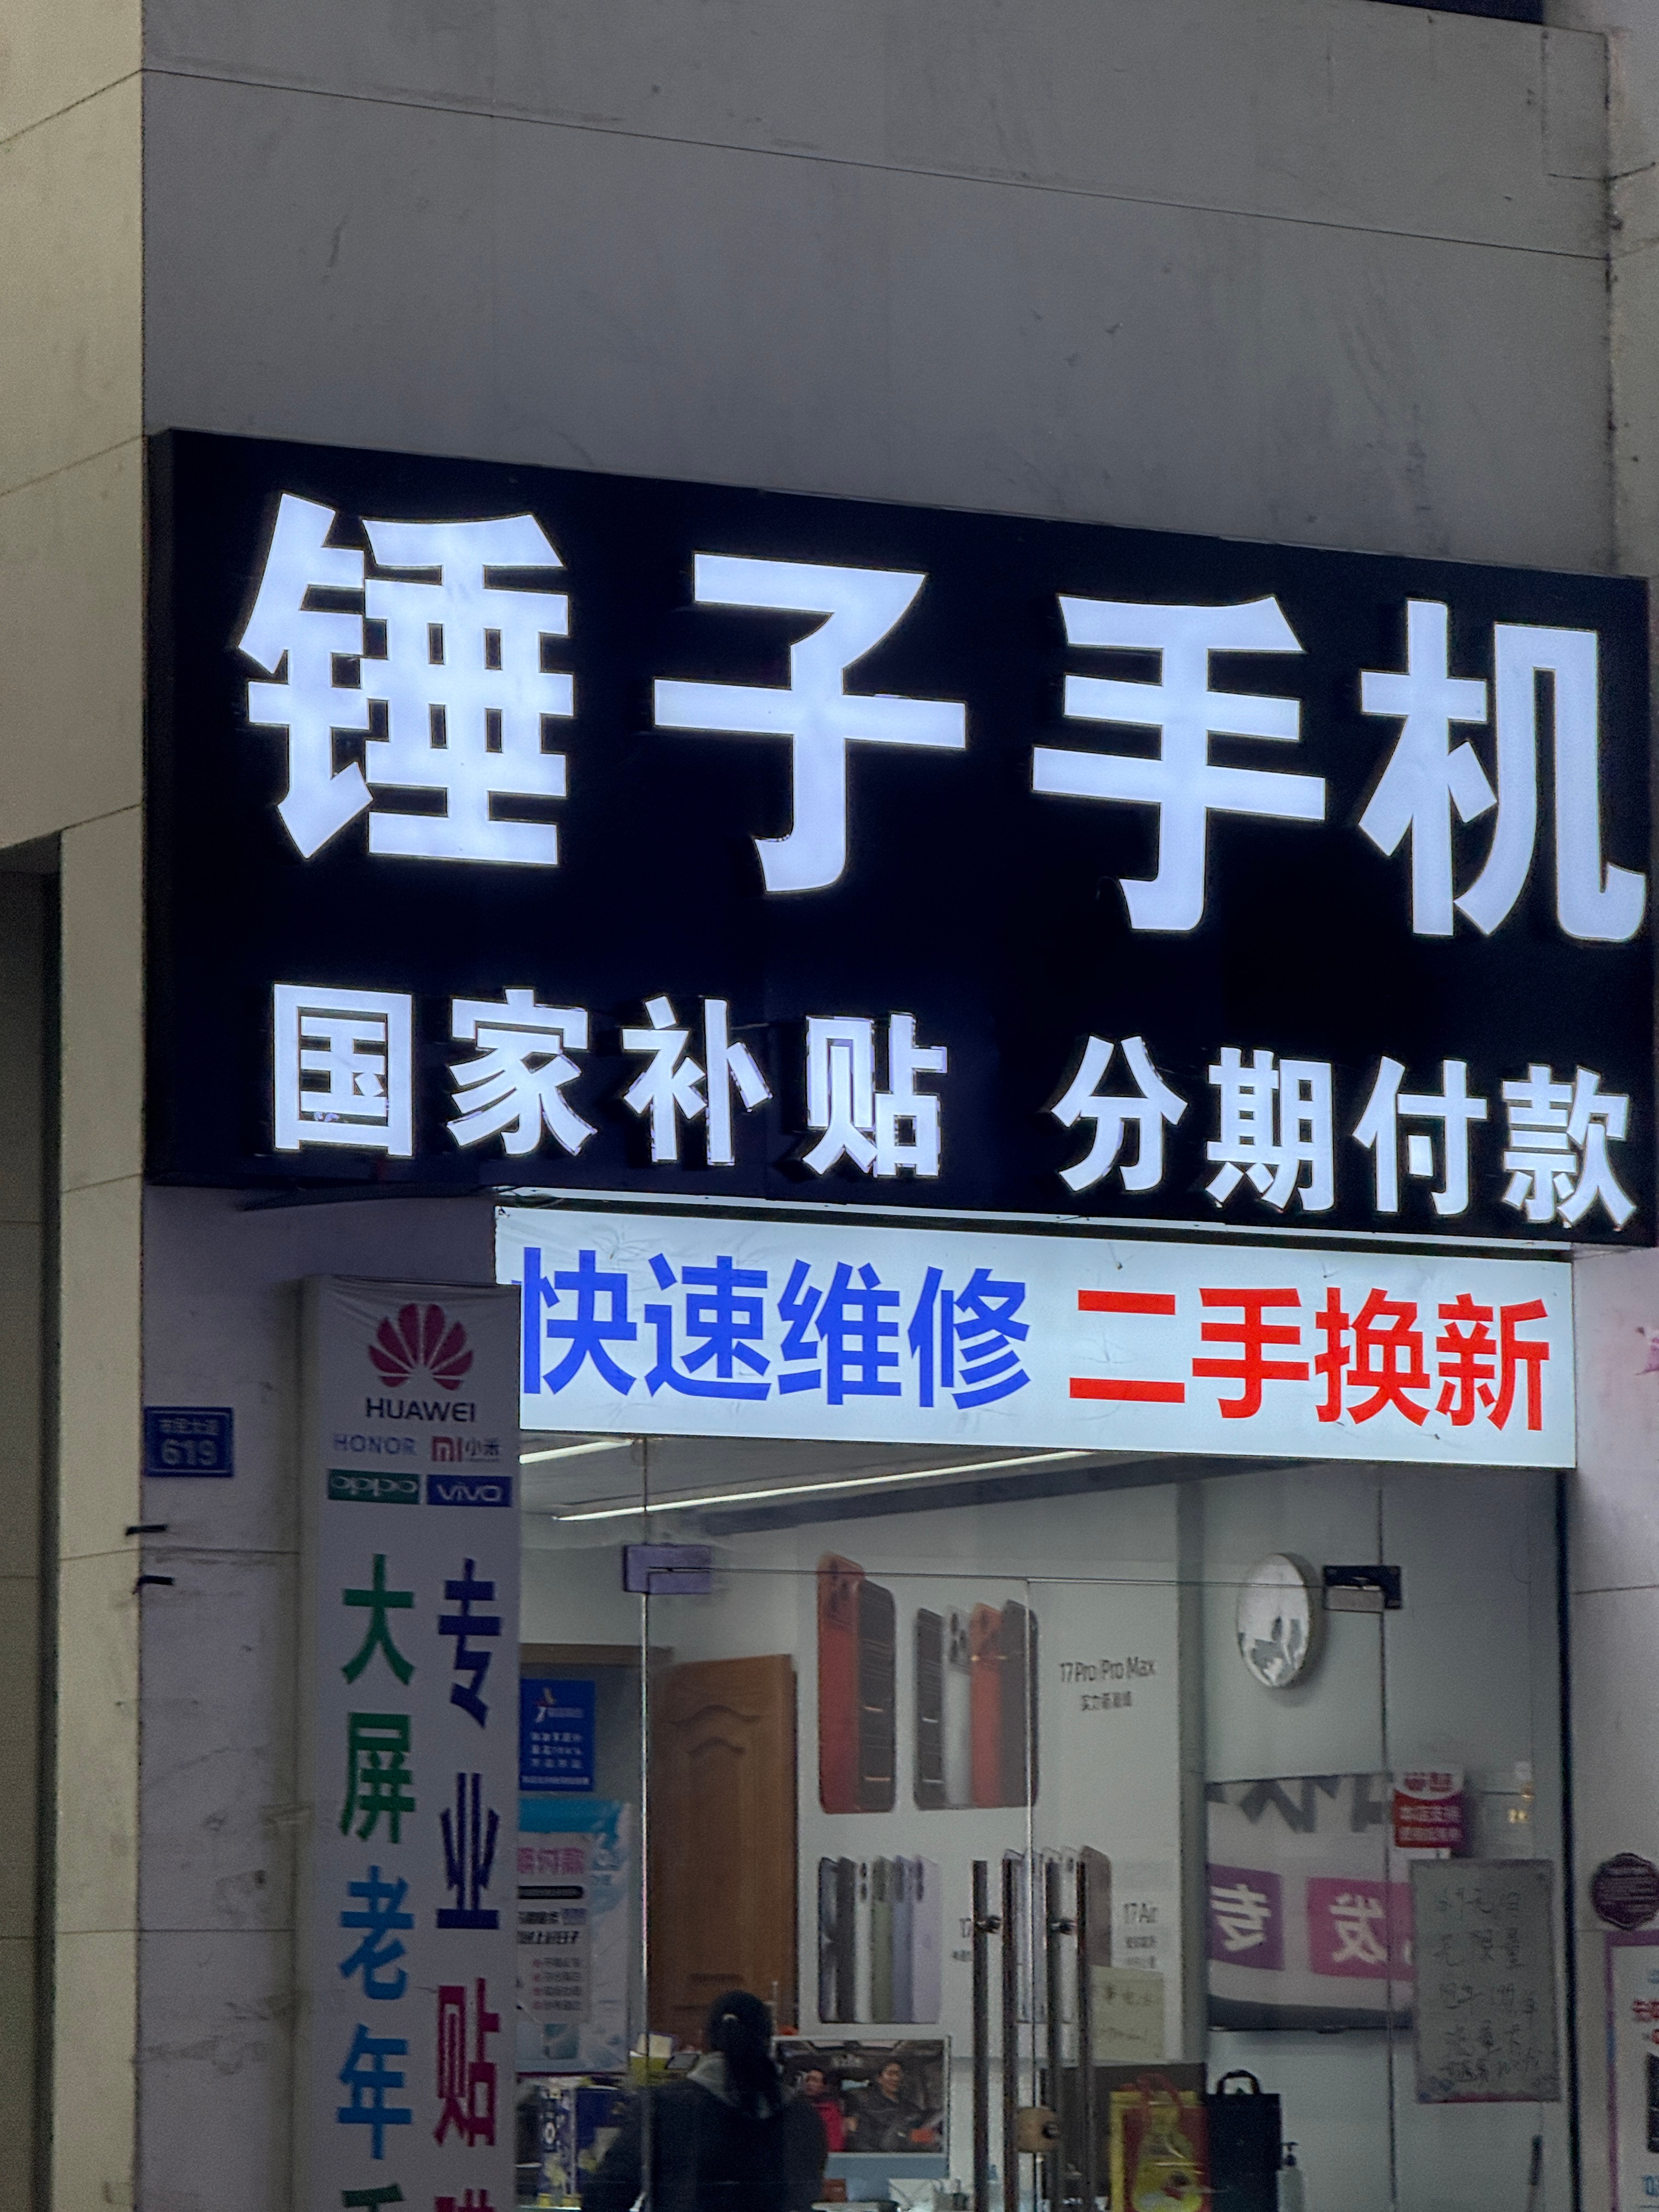 锤子手机
国家补贴 分期付款
快速维修 二手换新
HUAWEI
HONOR 小米
oppo vivo
619
专业贴
大屏老年手
17 Pro/Pro Max
17 Air